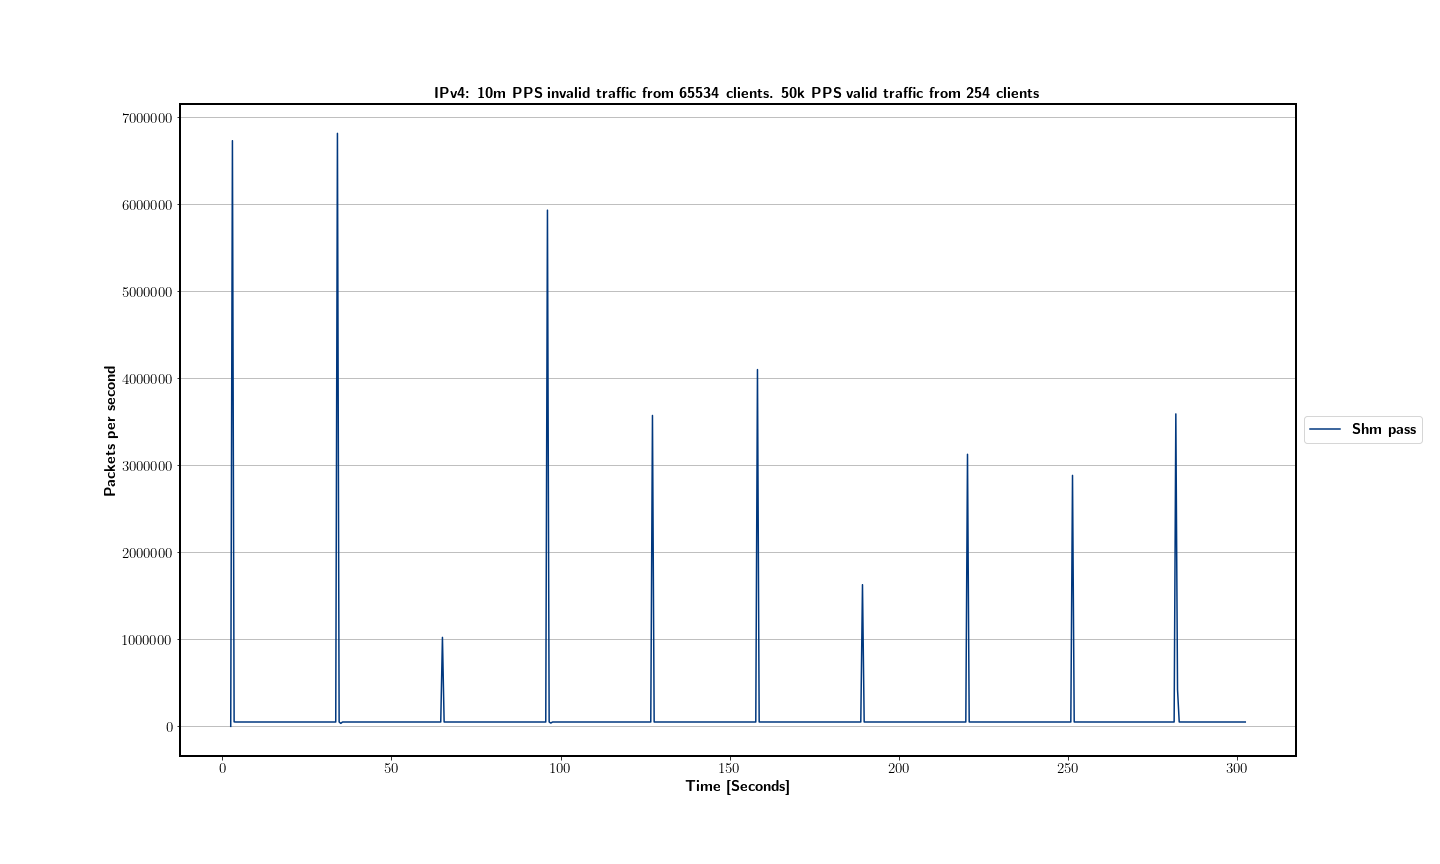 IPv4: 10m PPS invalid traffic from 65534 clients. 50k PPS valid traffic from 254 clients
7000000
6000000
5000000
4000000
3000000
2000000
1000000
0
Packets per second
Shm pass
0 50 100 150 200 250 300
Time [Seconds]